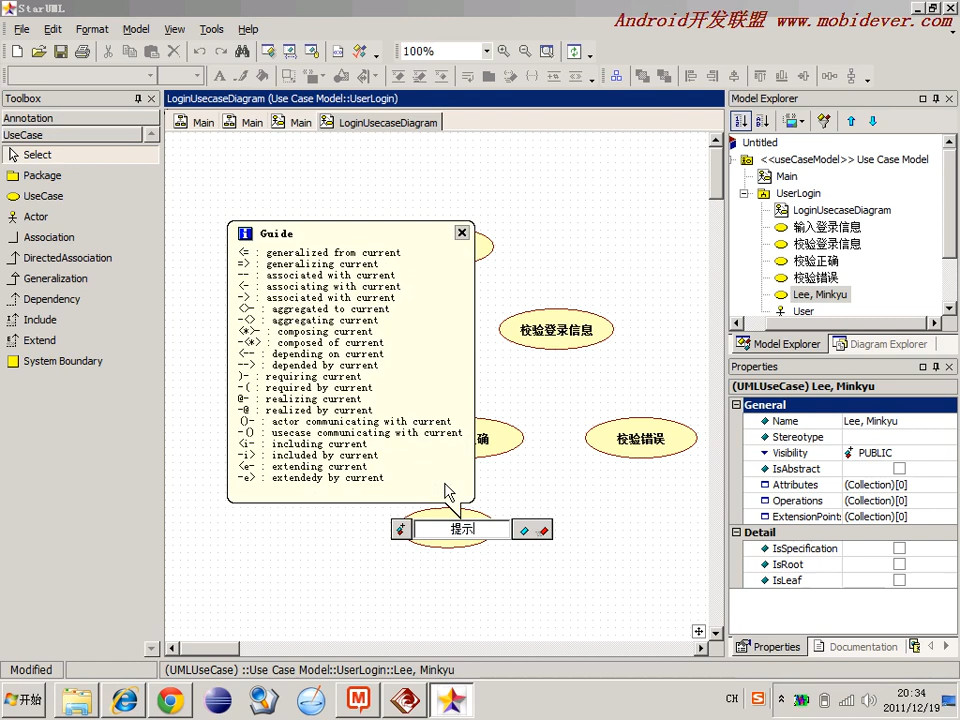 StarUML
Android开发联盟 www.mobidever.com
File Edit Format Model View Tools Help
100%
Toolbox
LoginUsecaseDiagram (Use Case Model::UserLogin)
Model Explorer
Annotation
UseCase
Main Main Main LoginUsecaseDiagram
Select
Package
UseCase
Actor
Association
DirectedAssociation
Generalization
Dependency
Include
Extend
System Boundary
Guide
<= : generalized from current
=> : generalizing current
-- : associated with current
<- : associating with current
-> : associated with current
<>- : aggregated to current
-<> : aggregating current
<*>- : composing current
-<*> : composed of current
<-- : depending on current
--> : depended by current
)- : requiring current
-( : required by current
@- : realizing current
-@ : realized by current
()- : actor communicating with current
-() : usecase communicating with current
<i- : including current
-i> : included by current
<e- : extending current
-e> : extendedy by current
校验登录信息
确
校验错误
提示
Untitled
<<useCaseModel>> Use Case Model
Main
UserLogin
LoginUsecaseDiagram
输入登录信息
校验登录信息
校验正确
校验错误
Lee, Minkyu
User
Model Explorer Diagram Explorer
Properties
(UMLUseCase) Lee, Minkyu
General
Name Lee, Minkyu
Stereotype
Visibility PUBLIC
IsAbstract
Attributes (Collection)[0]
Operations (Collection)[0]
ExtensionPoints (Collection)[0]
Detail
IsSpecification
IsRoot
IsLeaf
Properties Documentation
Modified (UMLUseCase) ::Use Case Model::UserLogin::Lee, Minkyu
开始
CH
20:34
2011/12/19